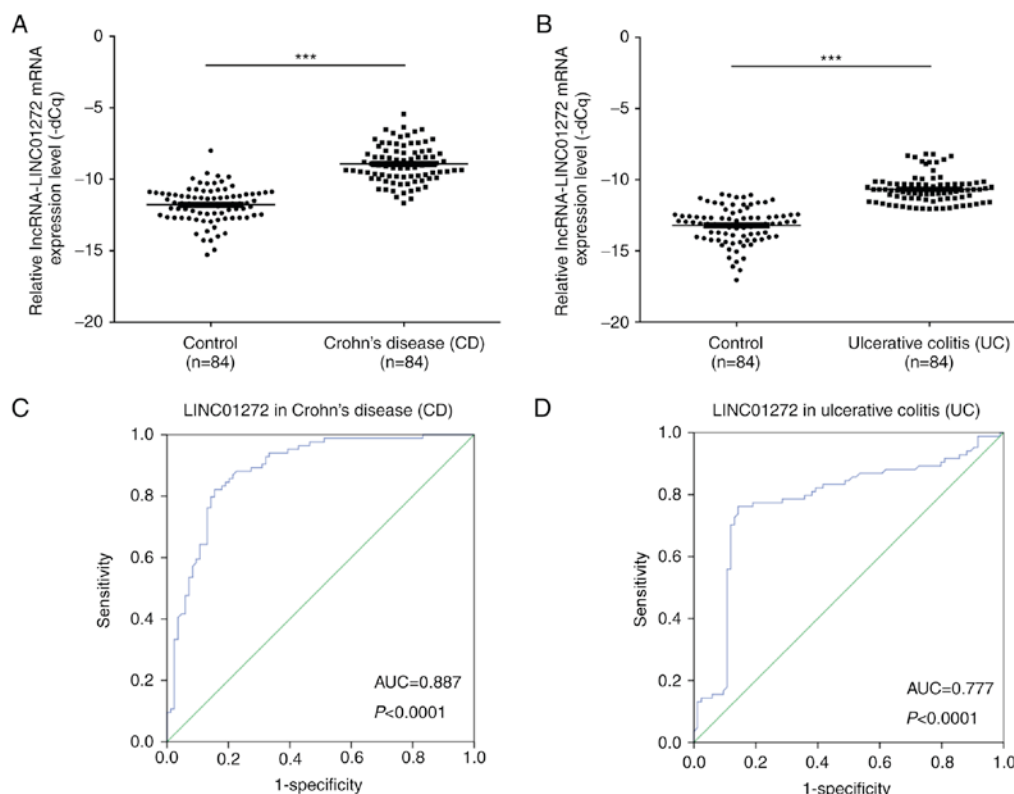 A
Relative lncRNA-LINC01272 mRNA
expression level (-dCq)
0
−5
−10
−15
−20
***
Control
(n=84)
Crohn's disease (CD)
(n=84)
B
Relative lncRNA-LINC01272 mRNA
expression level (-dCq)
0
−5
−10
−15
−20
***
Control
(n=84)
Ulcerative colitis (UC)
(n=84)
C
LINC01272 in Crohn's disease (CD)
Sensitivity
1.0
0.8
0.6
0.4
0.2
0.0
AUC=0.887
P<0.0001
0.0 0.2 0.4 0.6 0.8 1.0
1-specificity
D
LINC01272 in ulcerative colitis (UC)
Sensitivity
1.0
0.8
0.6
0.4
0.2
0.0
AUC=0.777
P<0.0001
0.0 0.2 0.4 0.6 0.8 1.0
1-specificity